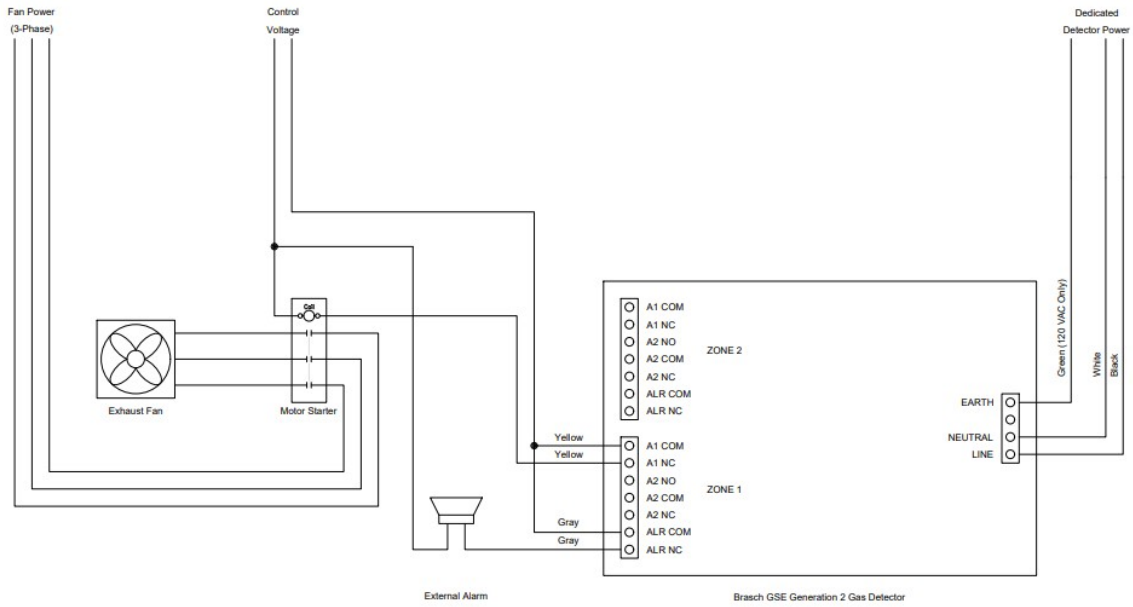 Fan Power
(3-Phase)
Control
Voltage
Dedicated
Detector Power
Green (120 VAC Only)
White
Black
Coil
Exhaust Fan
Motor Starter
A1 COM
A1 NC
A2 NO
A2 COM
A2 NC
ALR COM
ALR NC
ZONE 2
EARTH
NEUTRAL
LINE
Yellow
Yellow
A1 COM
A1 NC
A2 NO
A2 COM
A2 NC
ALR COM
ALR NC
ZONE 1
Gray
Gray
External Alarm
Brasch GSE Generation 2 Gas Detector